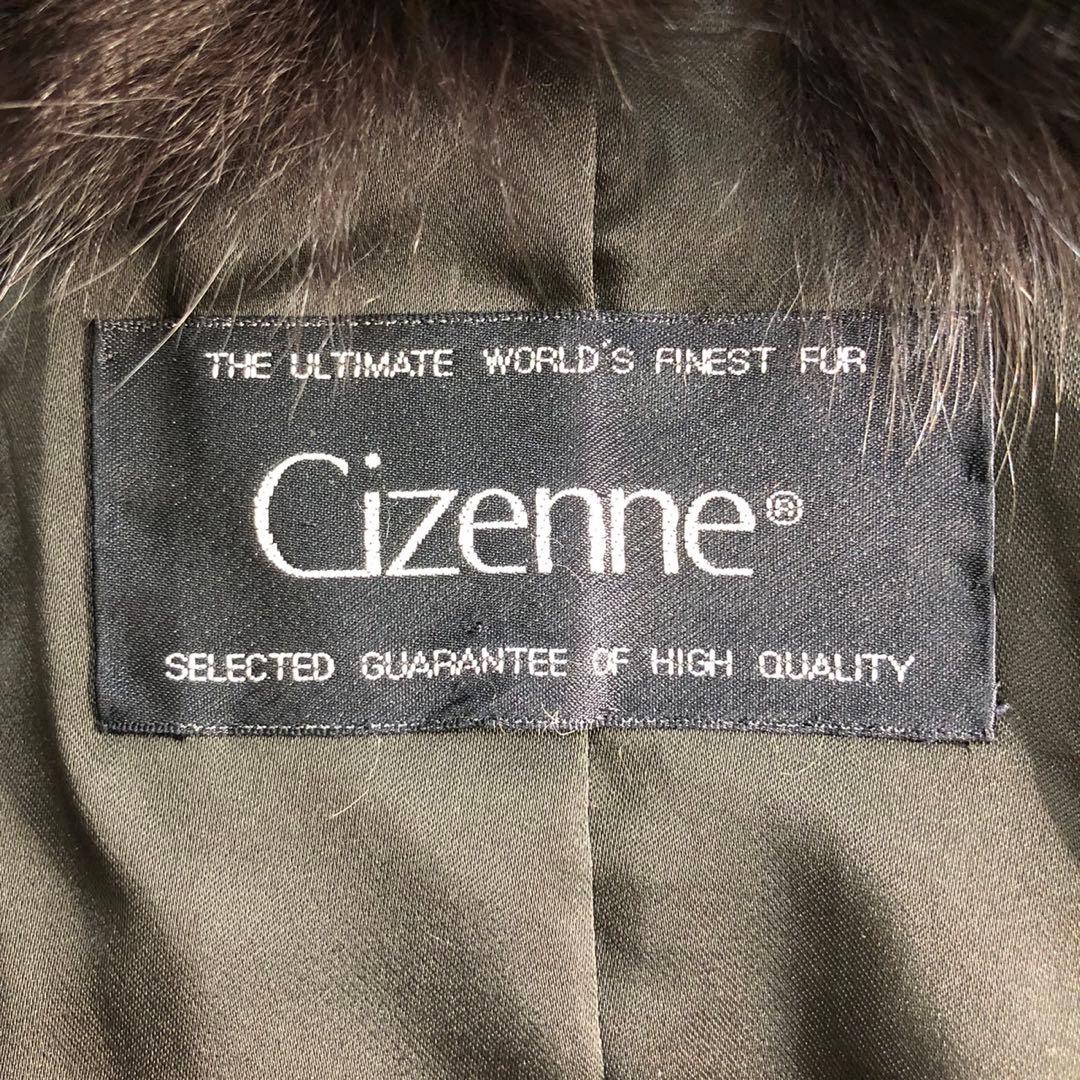 THE ULTIMATE WORLD'S FINEST FUR
Cizenne®
SELECTED GUARANTEE OF HIGH QUALITY